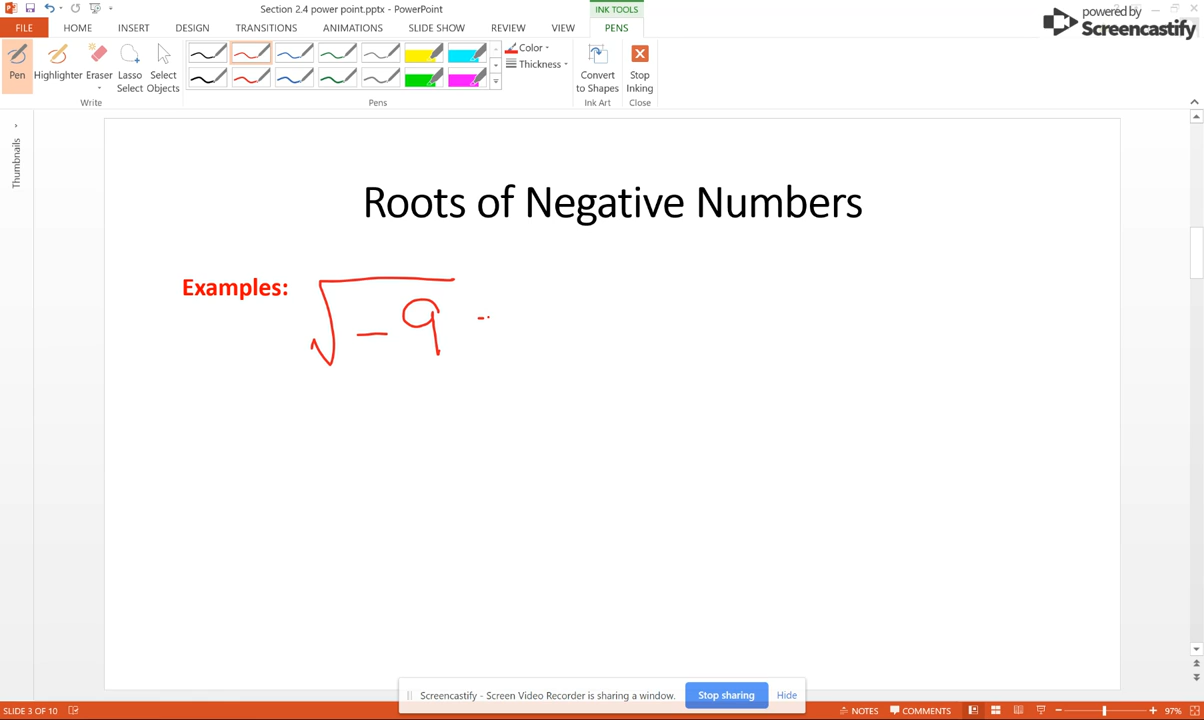 Section 2.4 power point.pptx - PowerPoint
INK TOOLS
powered by
Screencastify
FILE HOME INSERT DESIGN TRANSITIONS ANIMATIONS SLIDE SHOW REVIEW VIEW PENS
Pen Highlighter Eraser Lasso Select Select Objects
Color
Thickness
Convert to Shapes
Stop Inking
Write Pens Ink Art Close
Thumbnails
Roots of Negative Numbers
Examples: √-9
Screencastify - Screen Video Recorder is sharing a window. Stop sharing Hide
SLIDE 3 OF 10 NOTES COMMENTS 97%